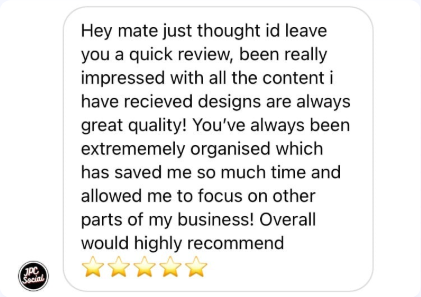 Hey mate just thought id leave
you a quick review, been really
impressed with all the content i
have recieved designs are always
great quality! You’ve always been
extrememely organised which
has saved me so much time and
allowed me to focus on other
parts of my business! Overall
would highly recommend
⭐⭐⭐⭐⭐
JPC
Social